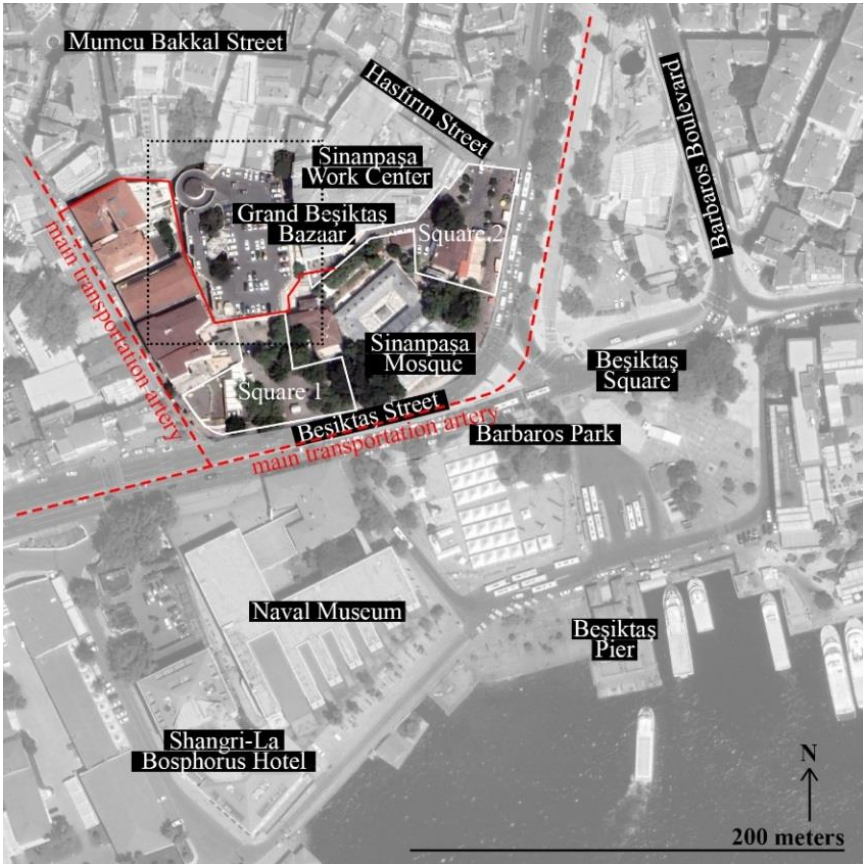 Mumcu Bakkal Street
Hasfırın Street
Barbaros Boulevard
Sinanpaşa
Work Center
Grand Beşiktaş
Bazaar
Square 2
main transportation artery
Sinanpaşa
Mosque
Beşiktaş
Square
Square 1
Beşiktaş Street
main transportation artery
Barbaros Park
Naval Museum
Beşiktaş
Pier
Shangri-La
Bosphorus Hotel
N
200 meters